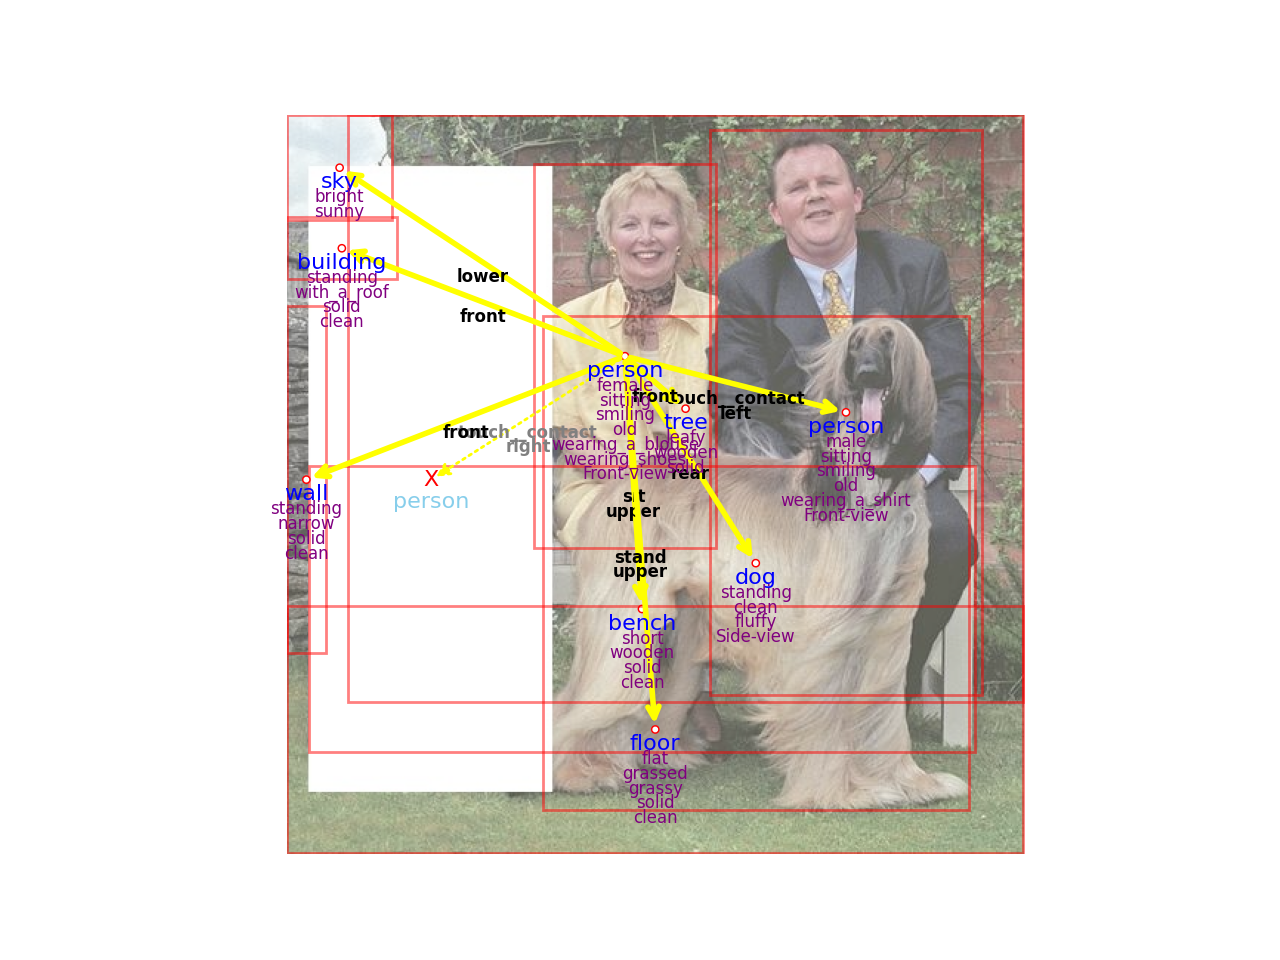 sky
bright
sunny
building
standing
with_a_roof
solid
clean
lower
front
person
female
sitting
smiling
old
wearing_a_blouse
wearing_shoes
Front-view
front
touch_contact
left
tree
leafy
wooden
solid
rear
person
male
sitting
smiling
old
wearing_a_shirt
Front-view
front
touch_contact
right
person
X
wall
standing
narrow
solid
clean
sit
upper
stand
upper
dog
standing
clean
fluffy
Side-view
bench
short
wooden
solid
clean
floor
flat
grassed
grassy
solid
clean